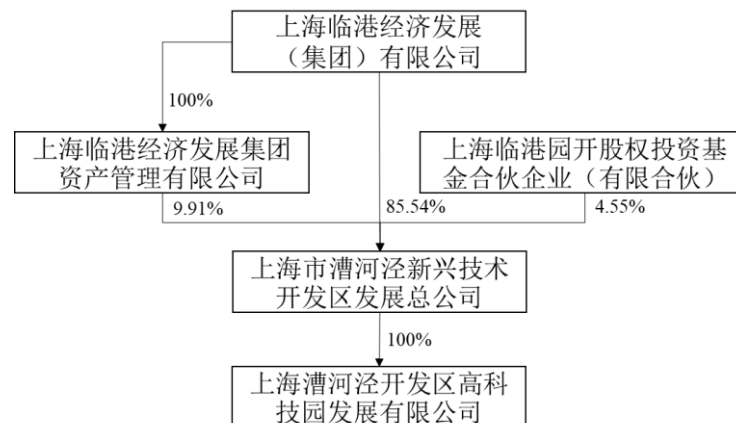 上海临港经济发展
（集团）有限公司
100%
上海临港经济发展集团
资产管理有限公司
上海临港园开股权投资基
金合伙企业（有限合伙）
9.91%
85.54%
4.55%
上海市漕河泾新兴技术
开发区发展总公司
100%
上海漕河泾开发区高科
技园发展有限公司